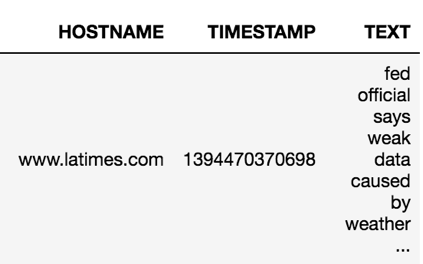 HOSTNAME TIMESTAMP TEXT
fed
official
says
weak
www.latimes.com 1394470370698 data
caused
by
weather
...